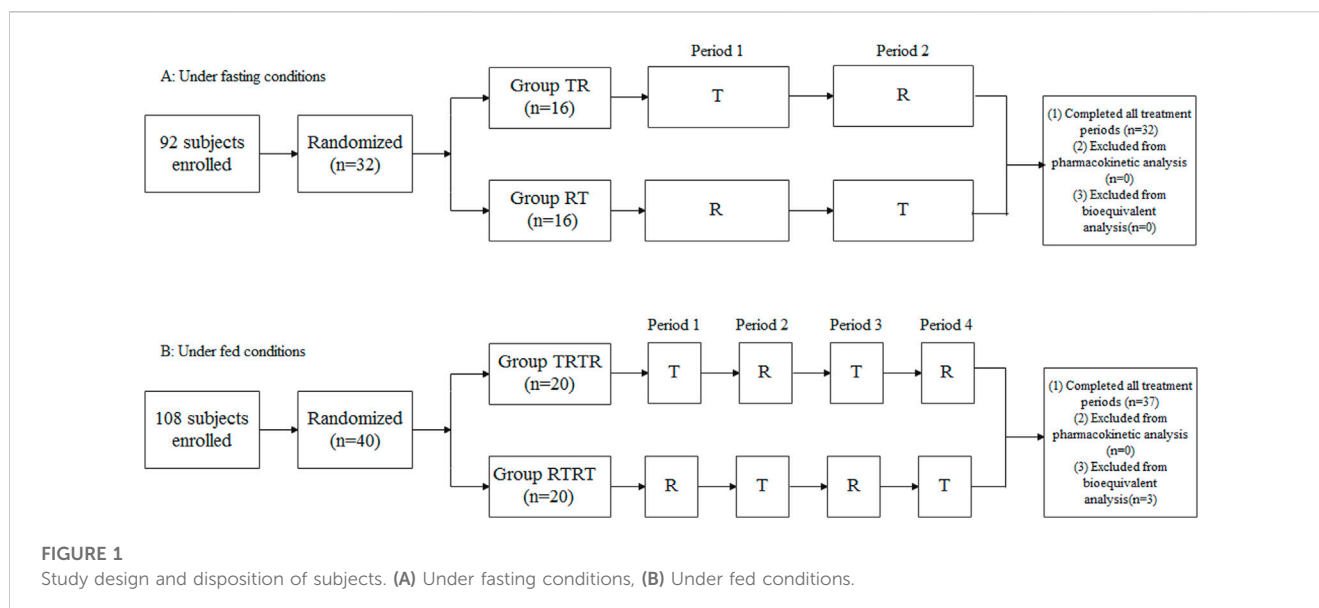 A: Under fasting conditions
Period 1
Period 2
92 subjects
enrolled
Randomized
(n=32)
Group TR
(n=16)
T
R
Group RT
(n=16)
R
T
(1) Completed all treatment
periods (n=32)
(2) Excluded from
pharmacokinetic analysis
(n=0)
(3) Excluded from
bioequivalent
analysis(n=0)
B: Under fed conditions
Period 1
Period 2
Period 3
Period 4
108 subjects
enrolled
Randomized
(n=40)
Group TRTR
(n=20)
T
R
T
R
Group RTRT
(n=20)
R
T
R
T
(1) Completed all treatment
periods (n=37)
(2) Excluded from
pharmacokinetic analysis
(n=0)
(3) Excluded from
bioequivalent
analysis(n=3)
FIGURE 1
Study design and disposition of subjects. (A) Under fasting conditions, (B) Under fed conditions.